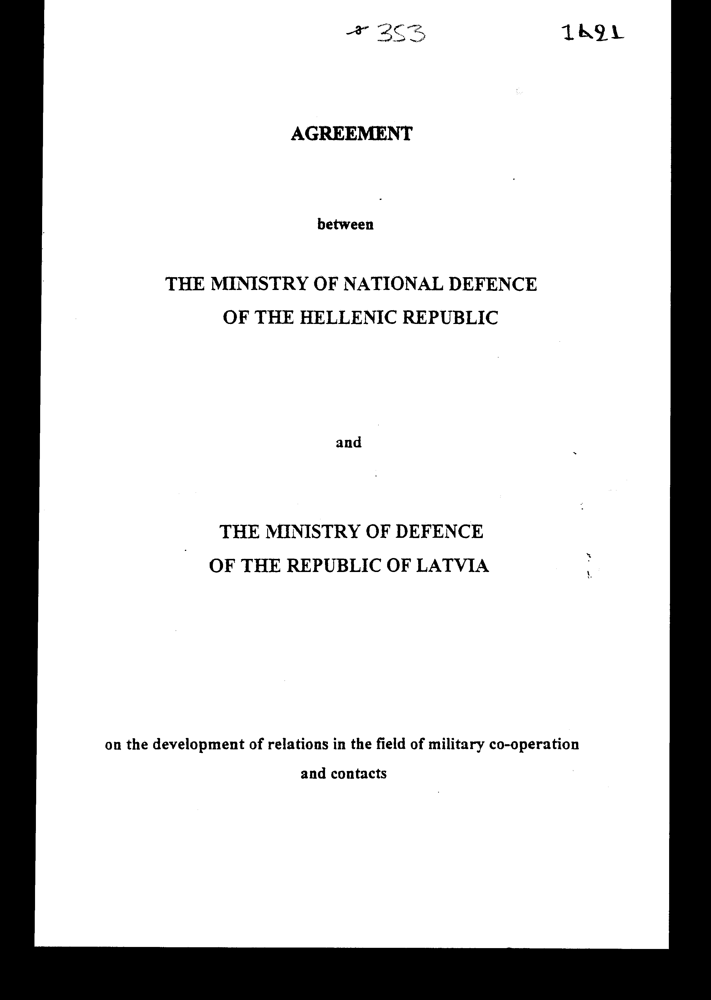 353
AGREEMENT
between
THE MINISTRY OF NATIONAL DEFENCE
OF THE HELLENIC REPUBLIC
and
THE MINISTRY OF DEFENCE
OF THE REPUBLIC OF LATVIA
on the development of relations in the field of military co-operation
and contacts